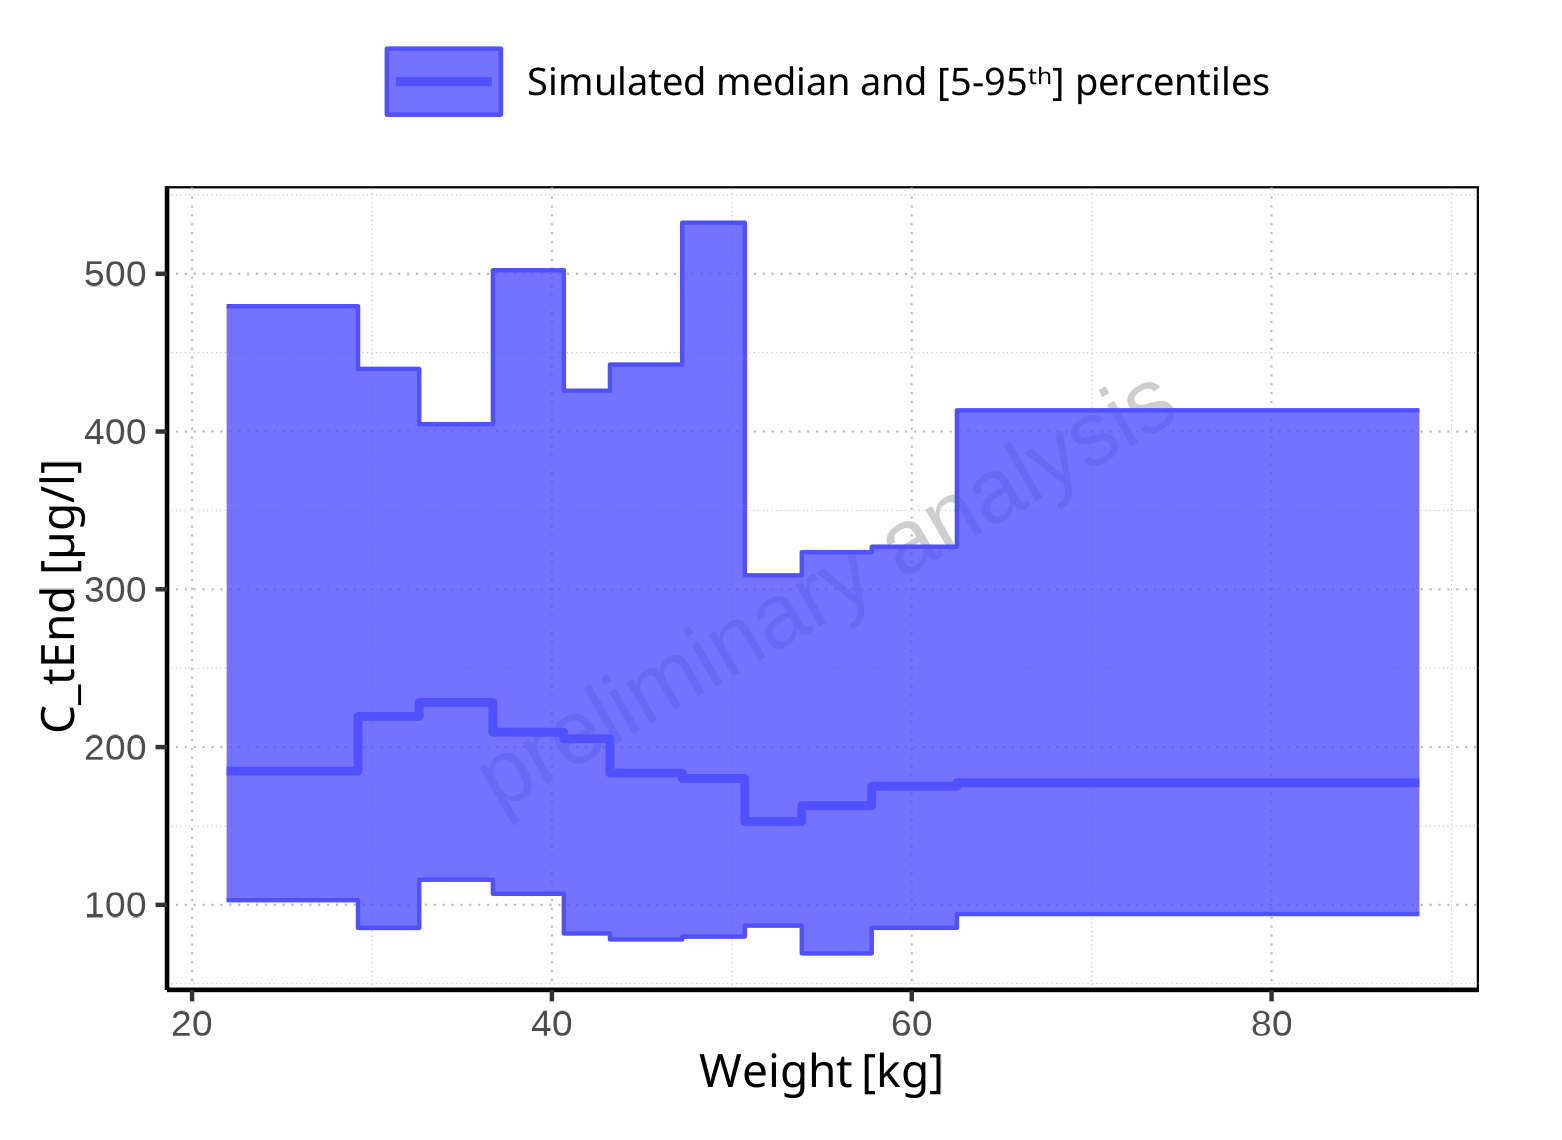 Simulated median and [5-95ᵗʰ] percentiles
500
400
300
200
100
C_tEnd [µg/l]
preliminary analysis
20 40 60 80
Weight [kg]